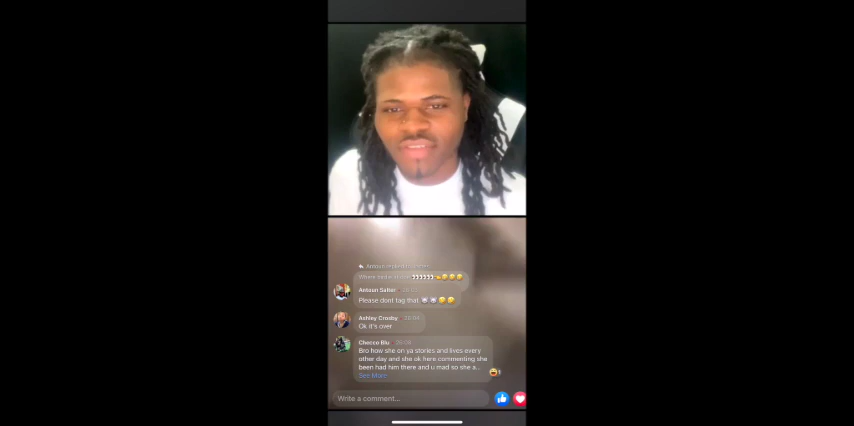 Antoun Salter
Please dont tag that
Ashley Crosby
Ok it's over
Checco Blu
Bro how she on ya stories and lives every
other day and she ok here commenting she
been had him there and u mad so she a...
See More
Write a comment...